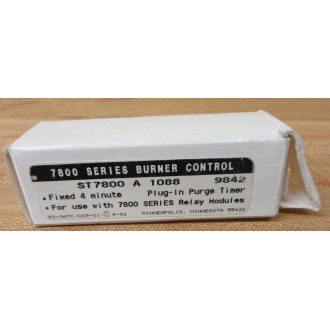 7800 SERIES BURNER CONTROL
ST7800 A 1088 9842
• Fixed 4 minute Plug-In Purge Timer
• For use with 7800 SERIES Relay Modules
MINNEAPOLIS, MINNESOTA